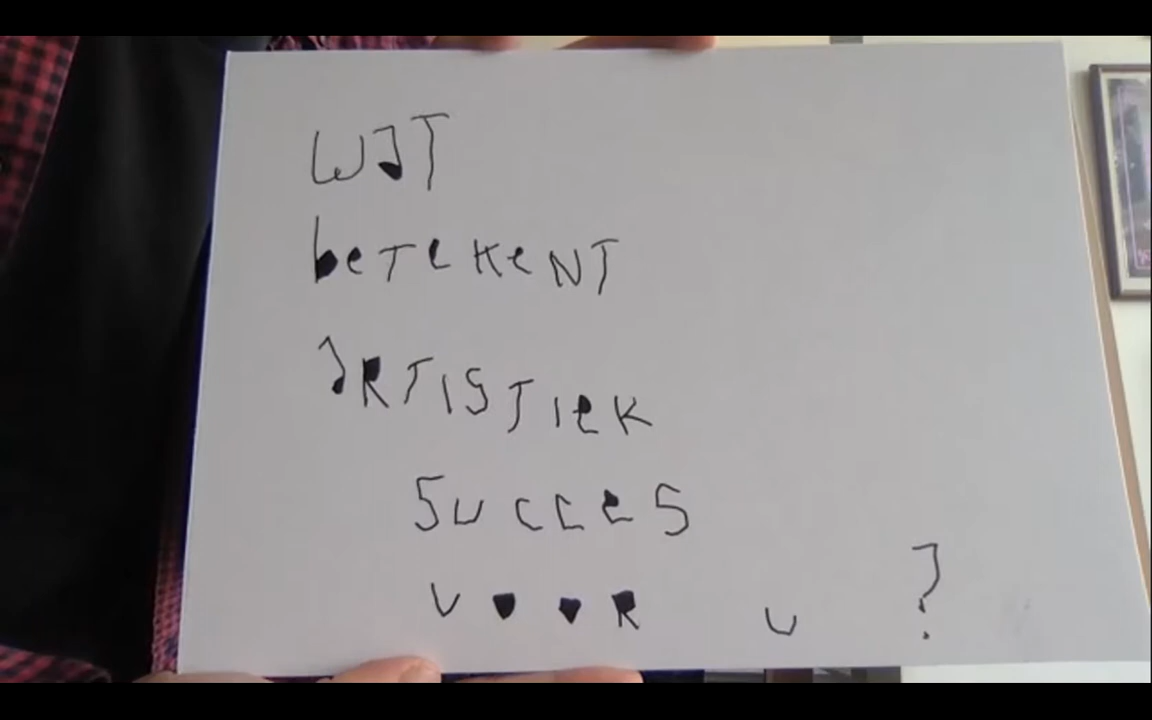 WAT
beTeKeNT
ARTISTIeK
SUCCeS
VOOR U ?